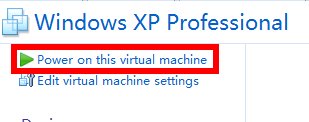 Windows XP Professional
Power on this virtual machine
Edit virtual machine settings